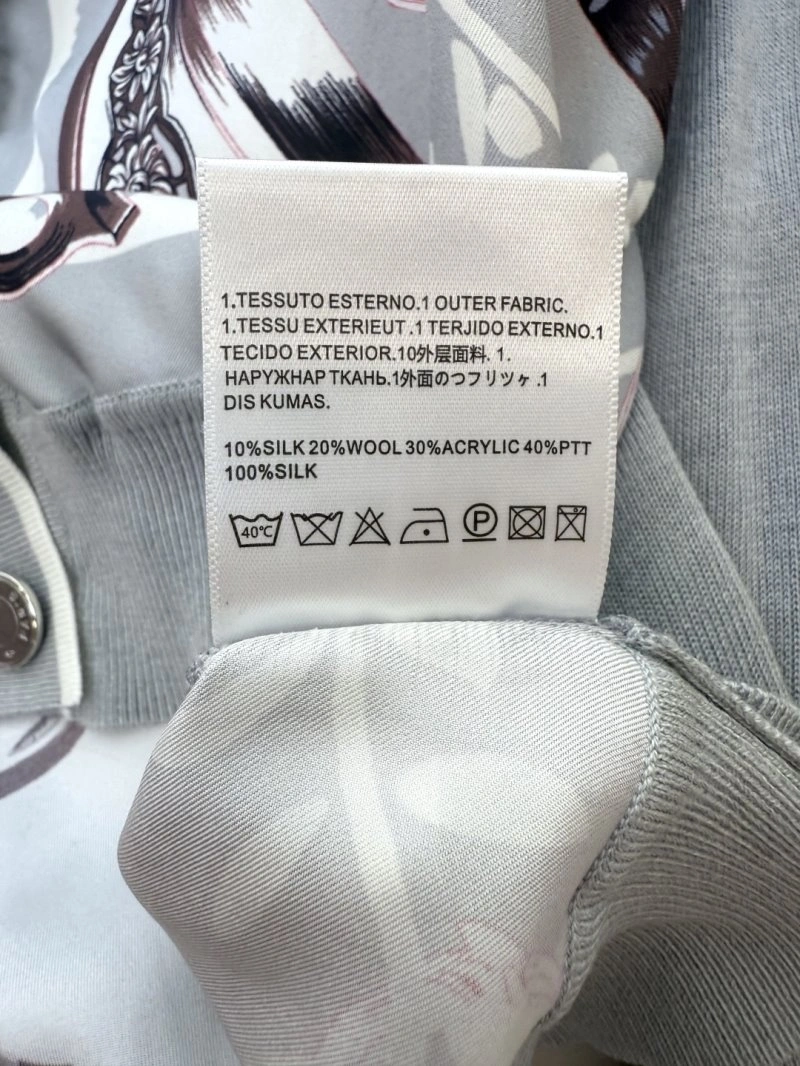 1.TESSUTO ESTERNO.1 OUTER FABRIC.
1.TESSU EXTERIEUT .1 TERJIDO EXTERNO.1
TECIDO EXTERIOR.10外层面料. 1.
НАРУЖНАР ТКАНЬ.1外面のつフリツヶ .1
DIS KUMAS.
10%SILK 20%WOOL 30%ACRYLIC 40%PTT
100%SILK
40°C
P